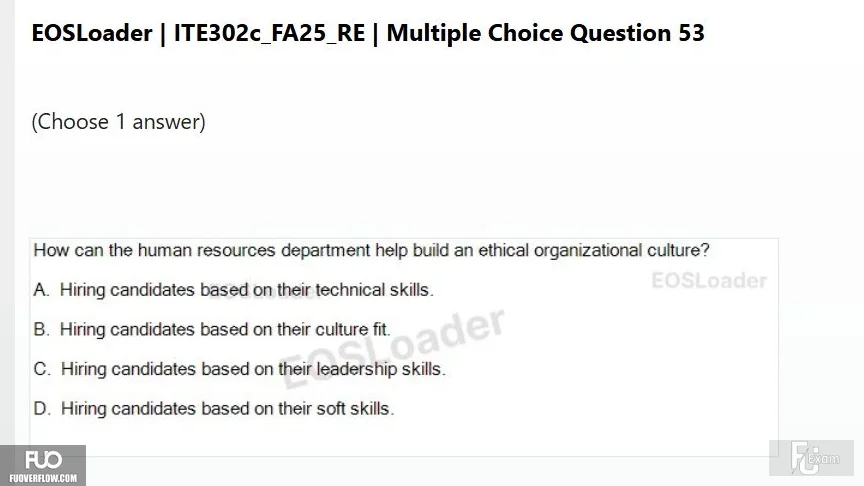 EOSLoader | ITE302c_FA25_RE | Multiple Choice Question 53
(Choose 1 answer)
How can the human resources department help build an ethical organizational culture?
EOSLoader
A. Hiring candidates based on their technical skills.
B. Hiring candidates based on their culture fit.
EOSLoader
C. Hiring candidates based on their leadership skills.
D. Hiring candidates based on their soft skills.
FUO
FUOVERFLOW.COM
FU Exam